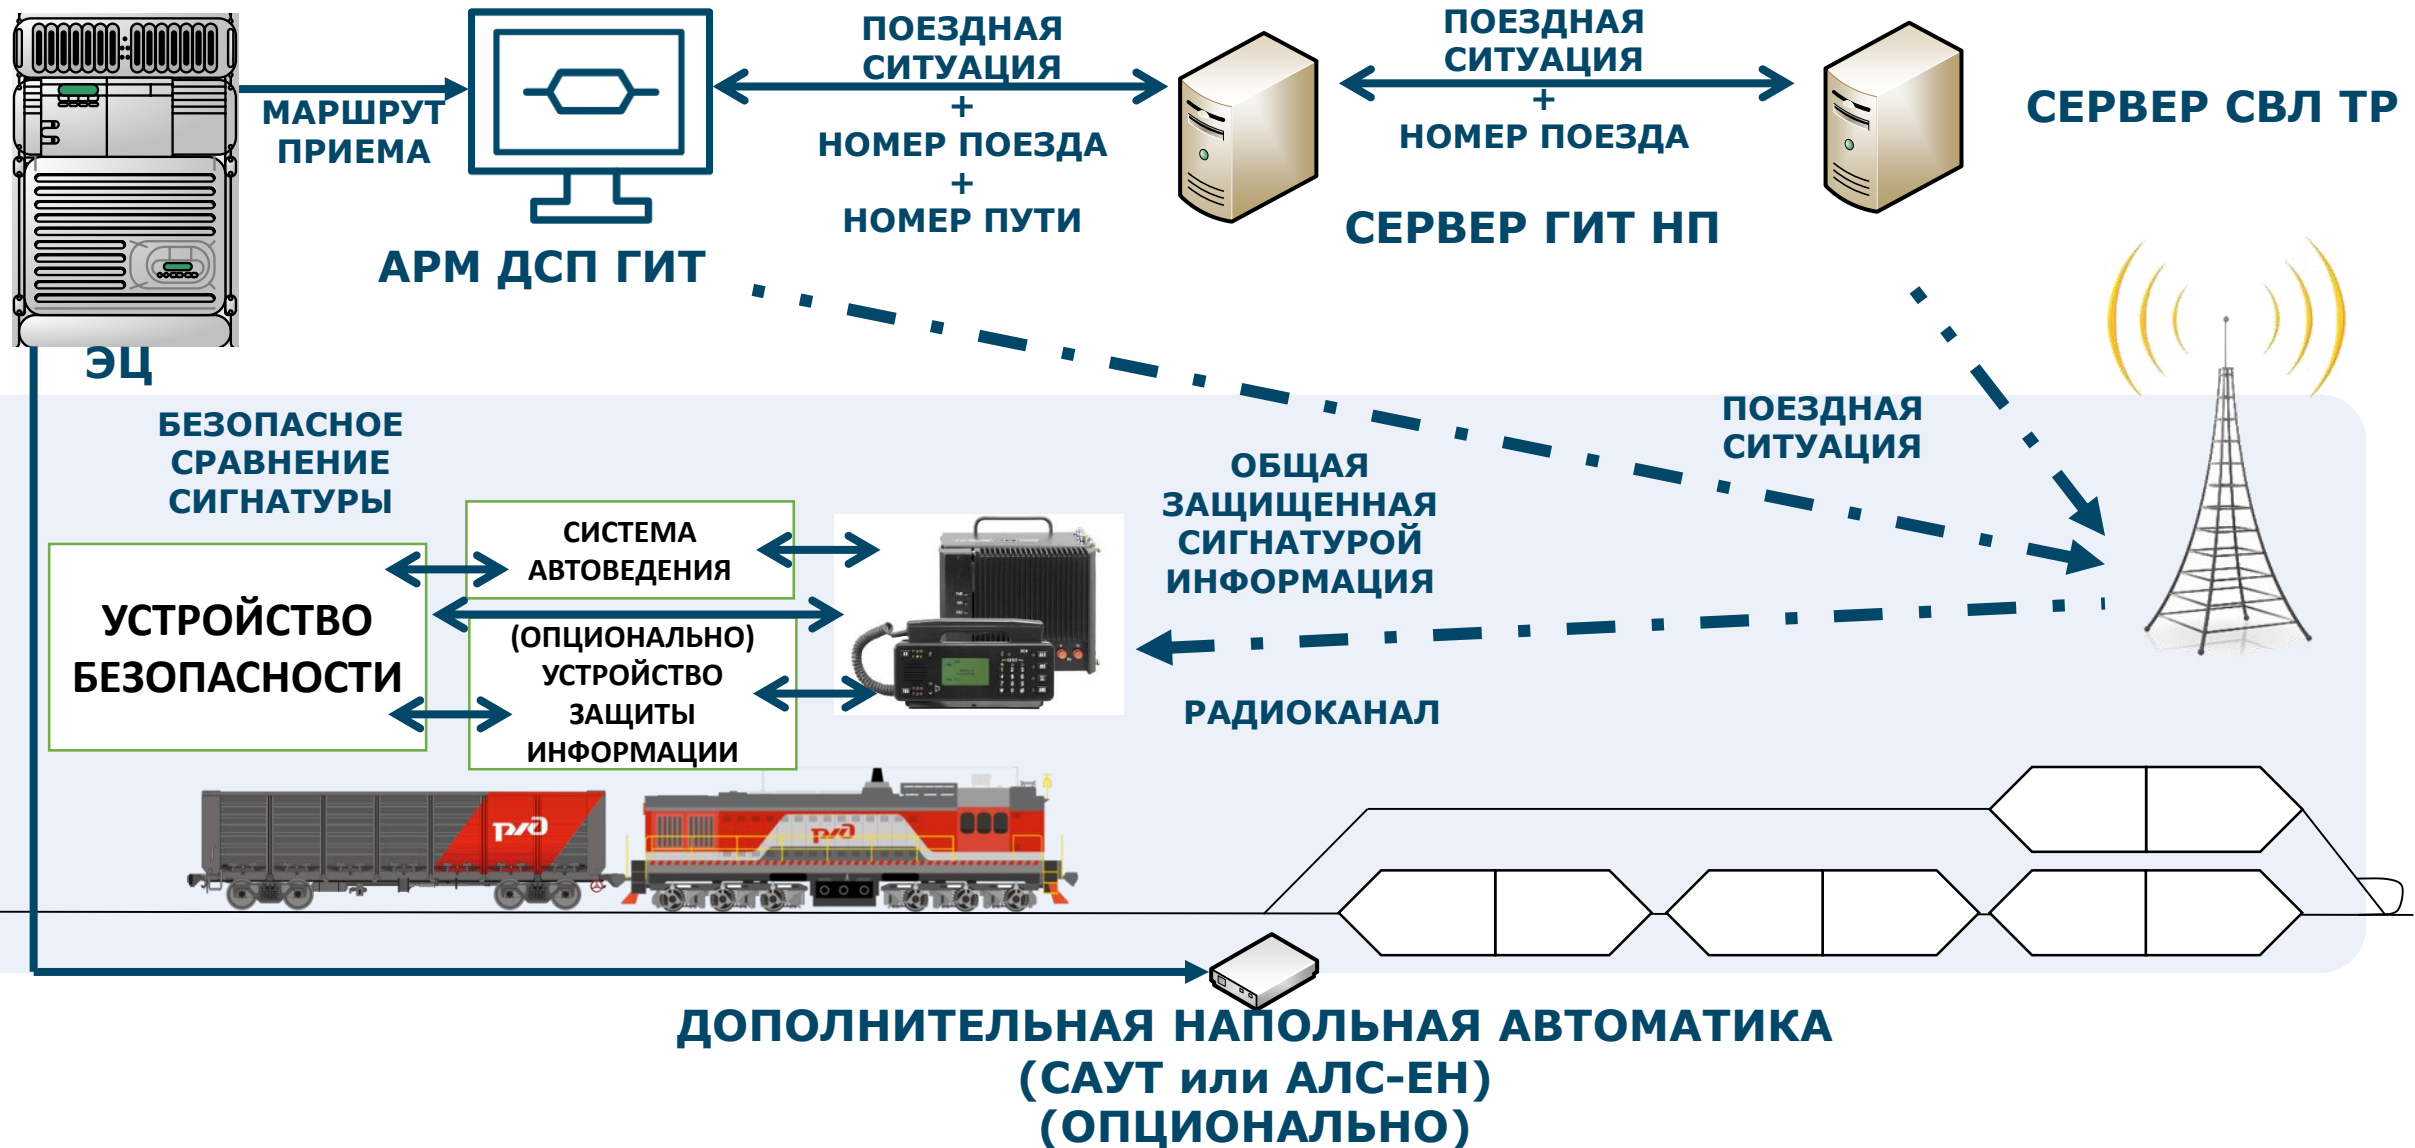 МАРШРУТ
ПРИЕМА
ПОЕЗДНАЯ
СИТУАЦИЯ
+
НОМЕР ПОЕЗДА
+
НОМЕР ПУТИ
ПОЕЗДНАЯ
СИТУАЦИЯ
+
НОМЕР ПОЕЗДА
СЕРВЕР СВЛ ТР
СЕРВЕР ГИТ НП
АРМ ДСП ГИТ
ЭЦ
БЕЗОПАСНОЕ
СРАВНЕНИЕ
СИГНАТУРЫ
ПОЕЗДНАЯ
СИТУАЦИЯ
ОБЩАЯ
ЗАЩИЩЕННАЯ
СИГНАТУРОЙ
ИНФОРМАЦИЯ
СИСТЕМА
АВТОВЕДЕНИЯ
УСТРОЙСТВО
БЕЗОПАСНОСТИ
(ОПЦИОНАЛЬНО)
УСТРОЙСТВО
ЗАЩИТЫ
ИНФОРМАЦИИ
РАДИОКАНАЛ
РЖД
РЖД
ДОПОЛНИТЕЛЬНАЯ НАПОЛЬНАЯ АВТОМАТИКА
(САУТ или АЛС-ЕН)
(ОПЦИОНАЛЬНО)